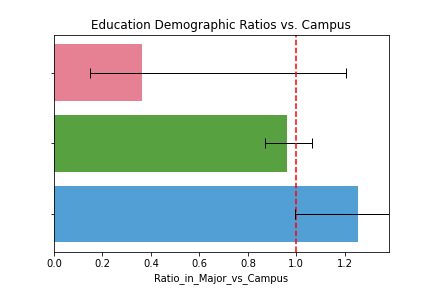 Education Demographic Ratios vs. Campus
0.0 0.2 0.4 0.6 0.8 1.0 1.2
Ratio_in_Major_vs_Campus